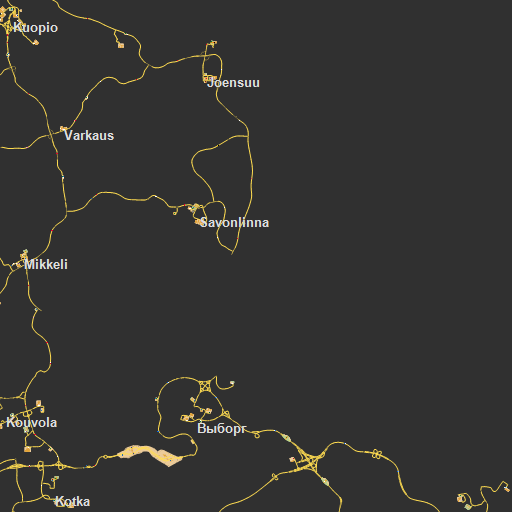 Kuopio
Joensuu
Varkaus
Savonlinna
Mikkeli
Kouvola
Выборг
Kotka